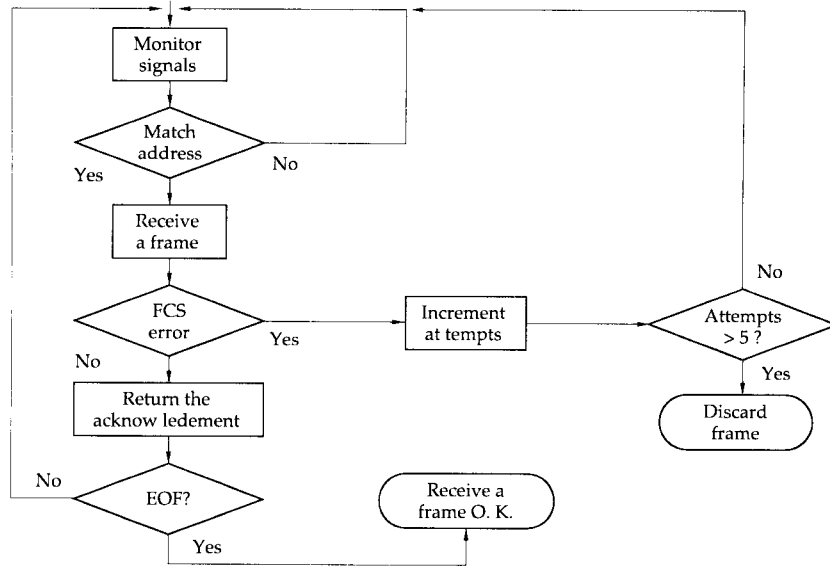 Monitor
signals
Match
address
No
Yes
Receive
a frame
No
FCS
error
Yes
Increment
at tempts
Attempts
> 5 ?
No
Yes
Return the
acknow ledement
Discard
frame
No
EOF?
Receive a
frame O. K.
Yes